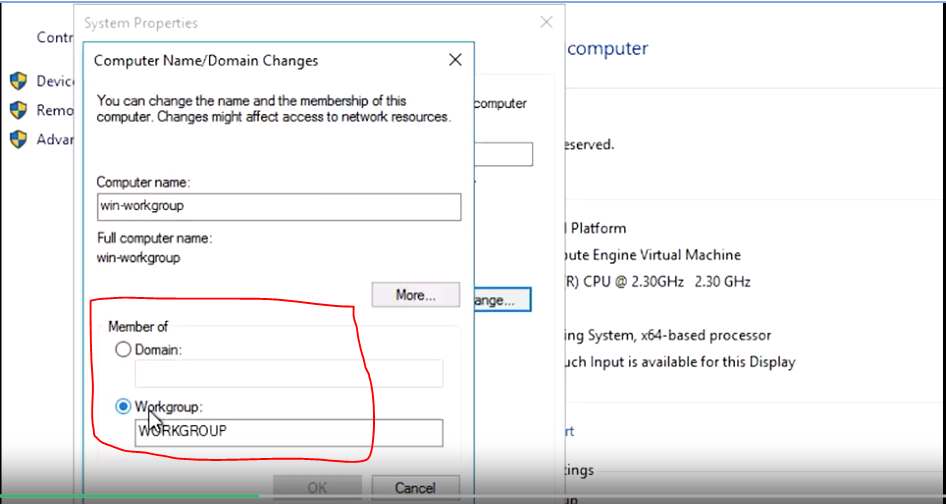 System Properties
Contr
computer
Computer Name/Domain Changes
Device
Remo
Advar
You can change the name and the membership of this
computer. Changes might affect access to network resources.
computer
eserved.
Computer name:
win-workgroup
Full computer name:
win-workgroup
Platform
oute Engine Virtual Machine
R) CPU @ 2.30GHz 2.30 GHz
More...
ange...
Member of
Domain:
ing System, x64-based processor
uch Input is available for this Display
Workgroup:
WORKGROUP
rt
tings
OK
Cancel